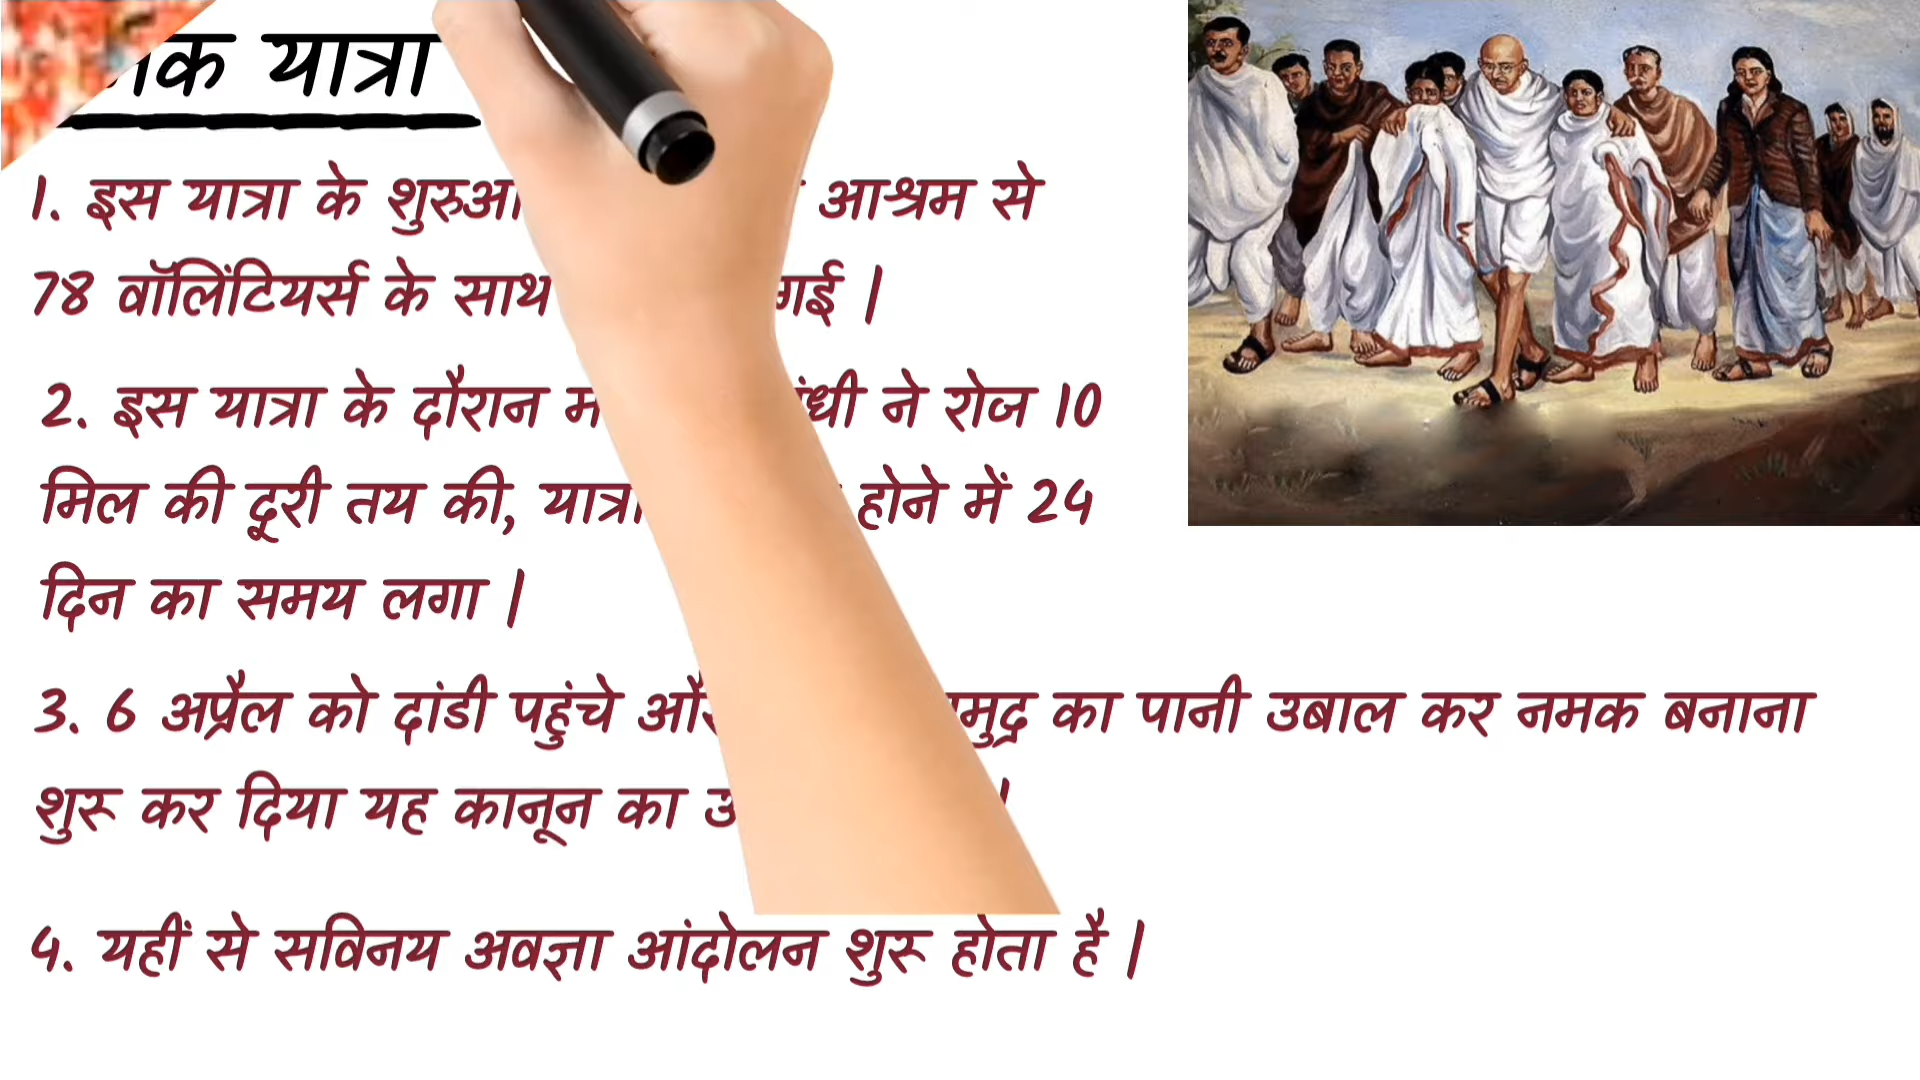 यात्रा
1. इस यात्रा के आश्रम से
78 वॉलिंटियर्स के साथ गई |
2. इस यात्रा के दौरान ने रोज 10
मिल की दूरी तय की, यात्रा होने में 24
दिन का समय लगा |
3. 6 अप्रैल को दांडी पहुंचे का पानी उबाल कर नमक बनाना
शुरू कर दिया यह कानून का |
4. यहीं से सविनय अवज्ञा आंदोलन शुरू होता है |